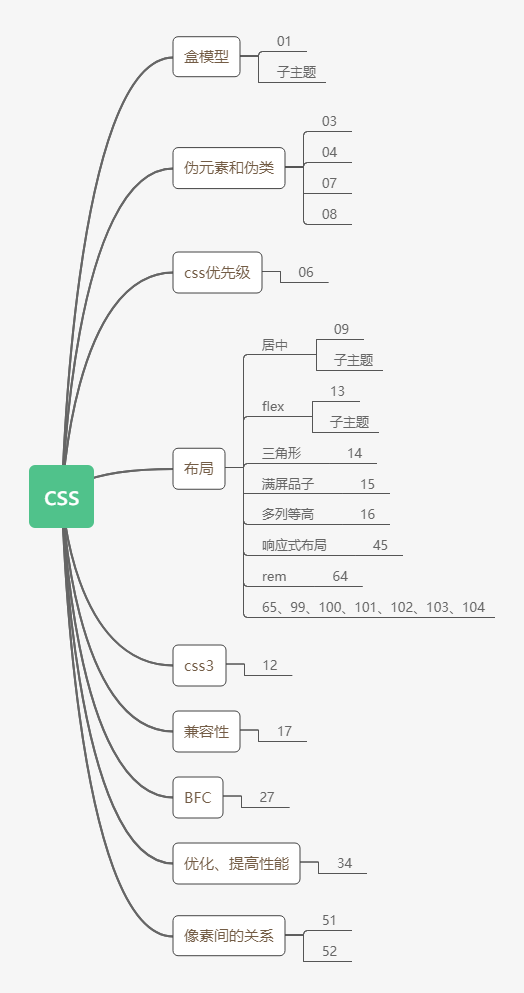 盒模型
01
子主题
伪元素和伪类
03
04
07
08
css优先级
06
布局
居中
09
子主题
flex
13
子主题
三角形 14
满屏品子 15
多列等高 16
响应式布局 45
rem 64
65、99、100、101、102、103、104
CSS
css3
12
兼容性
17
BFC
27
优化、提高性能
34
像素间的关系
51
52